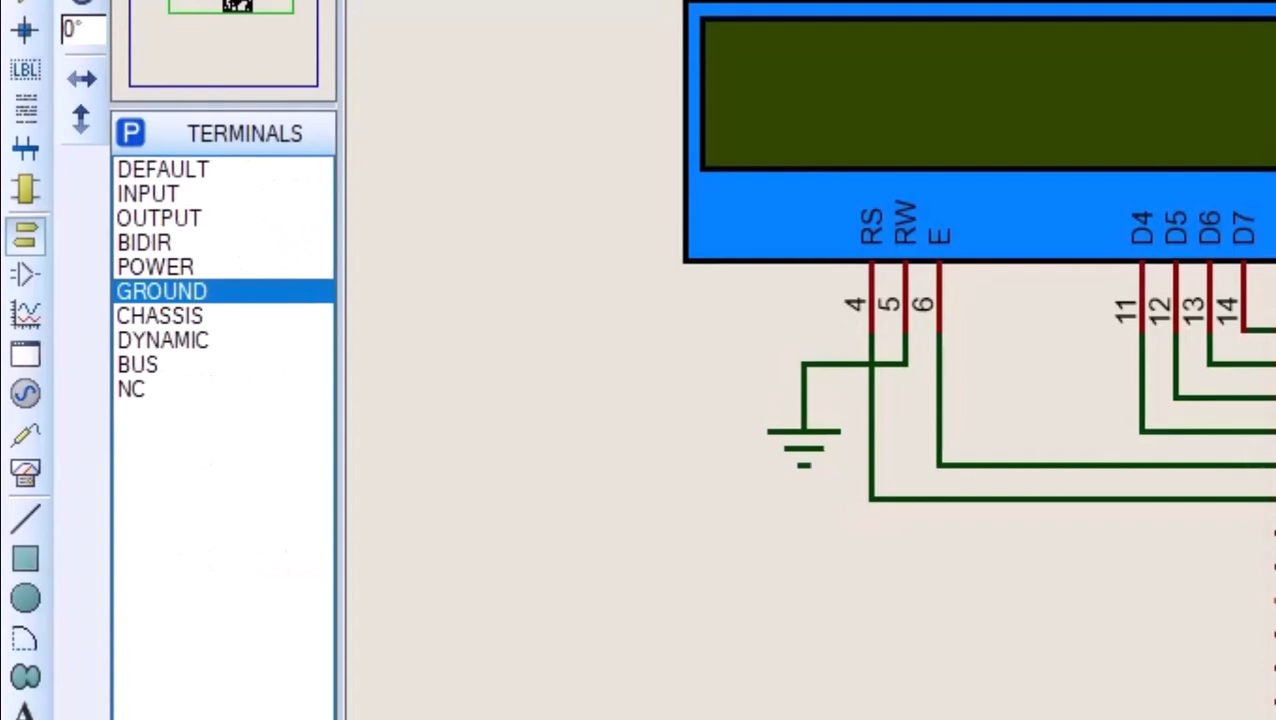 0°
LBL
P TERMINALS
DEFAULT
INPUT
OUTPUT
BIDIR
POWER
GROUND
CHASSIS
DYNAMIC
BUS
NC
A
RS RW E D4 D5 D6 D7
4 5 6 11 12 13 14